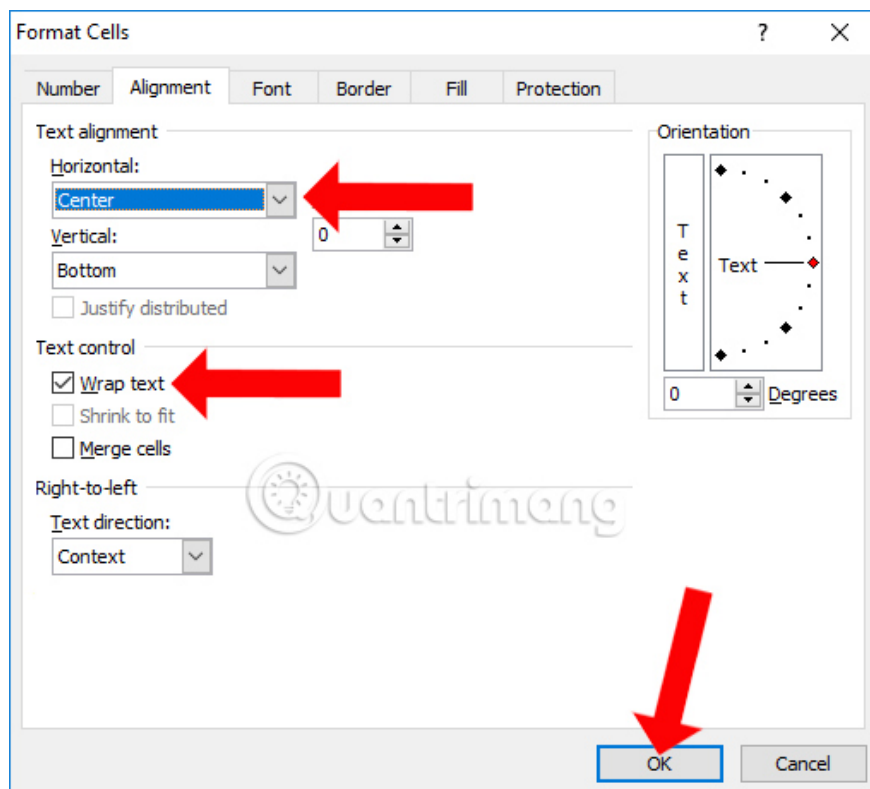 Format Cells ? X
Number Alignment Font Border Fill Protection
Text alignment
Horizontal:
Center
0
Vertical:
Bottom
Justify distributed
Text control
Wrap text
Shrink to fit
Merge cells
Right-to-left
Text direction:
Context
Orientation
Text
Text
0 Degrees
Quantrimang
OK Cancel